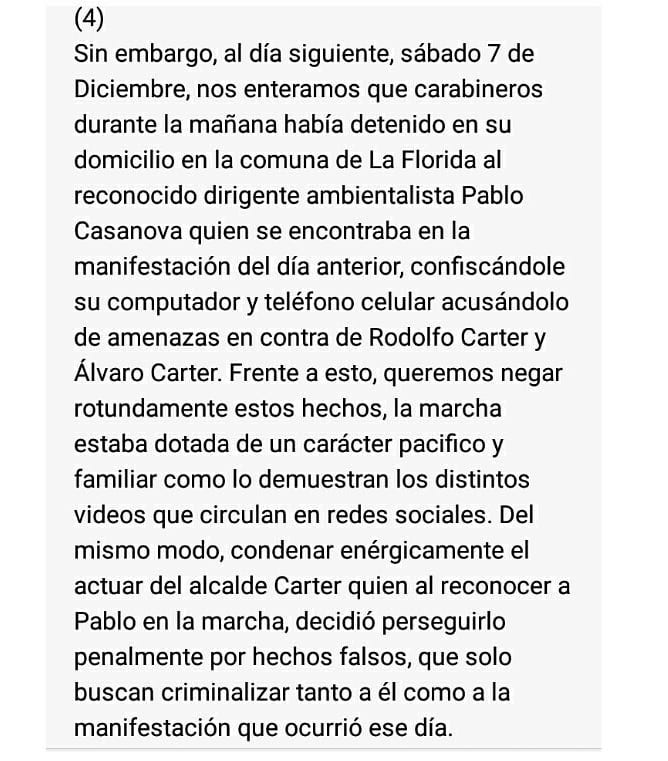 (4)
Sin embargo, al día siguiente, sábado 7 de
Diciembre, nos enteramos que carabineros
durante la mañana había detenido en su
domicilio en la comuna de La Florida al
reconocido dirigente ambientalista Pablo
Casanova quien se encontraba en la
manifestación del día anterior, confiscándole
su computador y teléfono celular acusándolo
de amenazas en contra de Rodolfo Carter y
Álvaro Carter. Frente a esto, queremos negar
rotundamente estos hechos, la marcha
estaba dotada de un carácter pacifico y
familiar como lo demuestran los distintos
videos que circulan en redes sociales. Del
mismo modo, condenar enérgicamente el
actuar del alcalde Carter quien al reconocer a
Pablo en la marcha, decidió perseguirlo
penalmente por hechos falsos, que solo
buscan criminalizar tanto a él como a la
manifestación que ocurrió ese día.